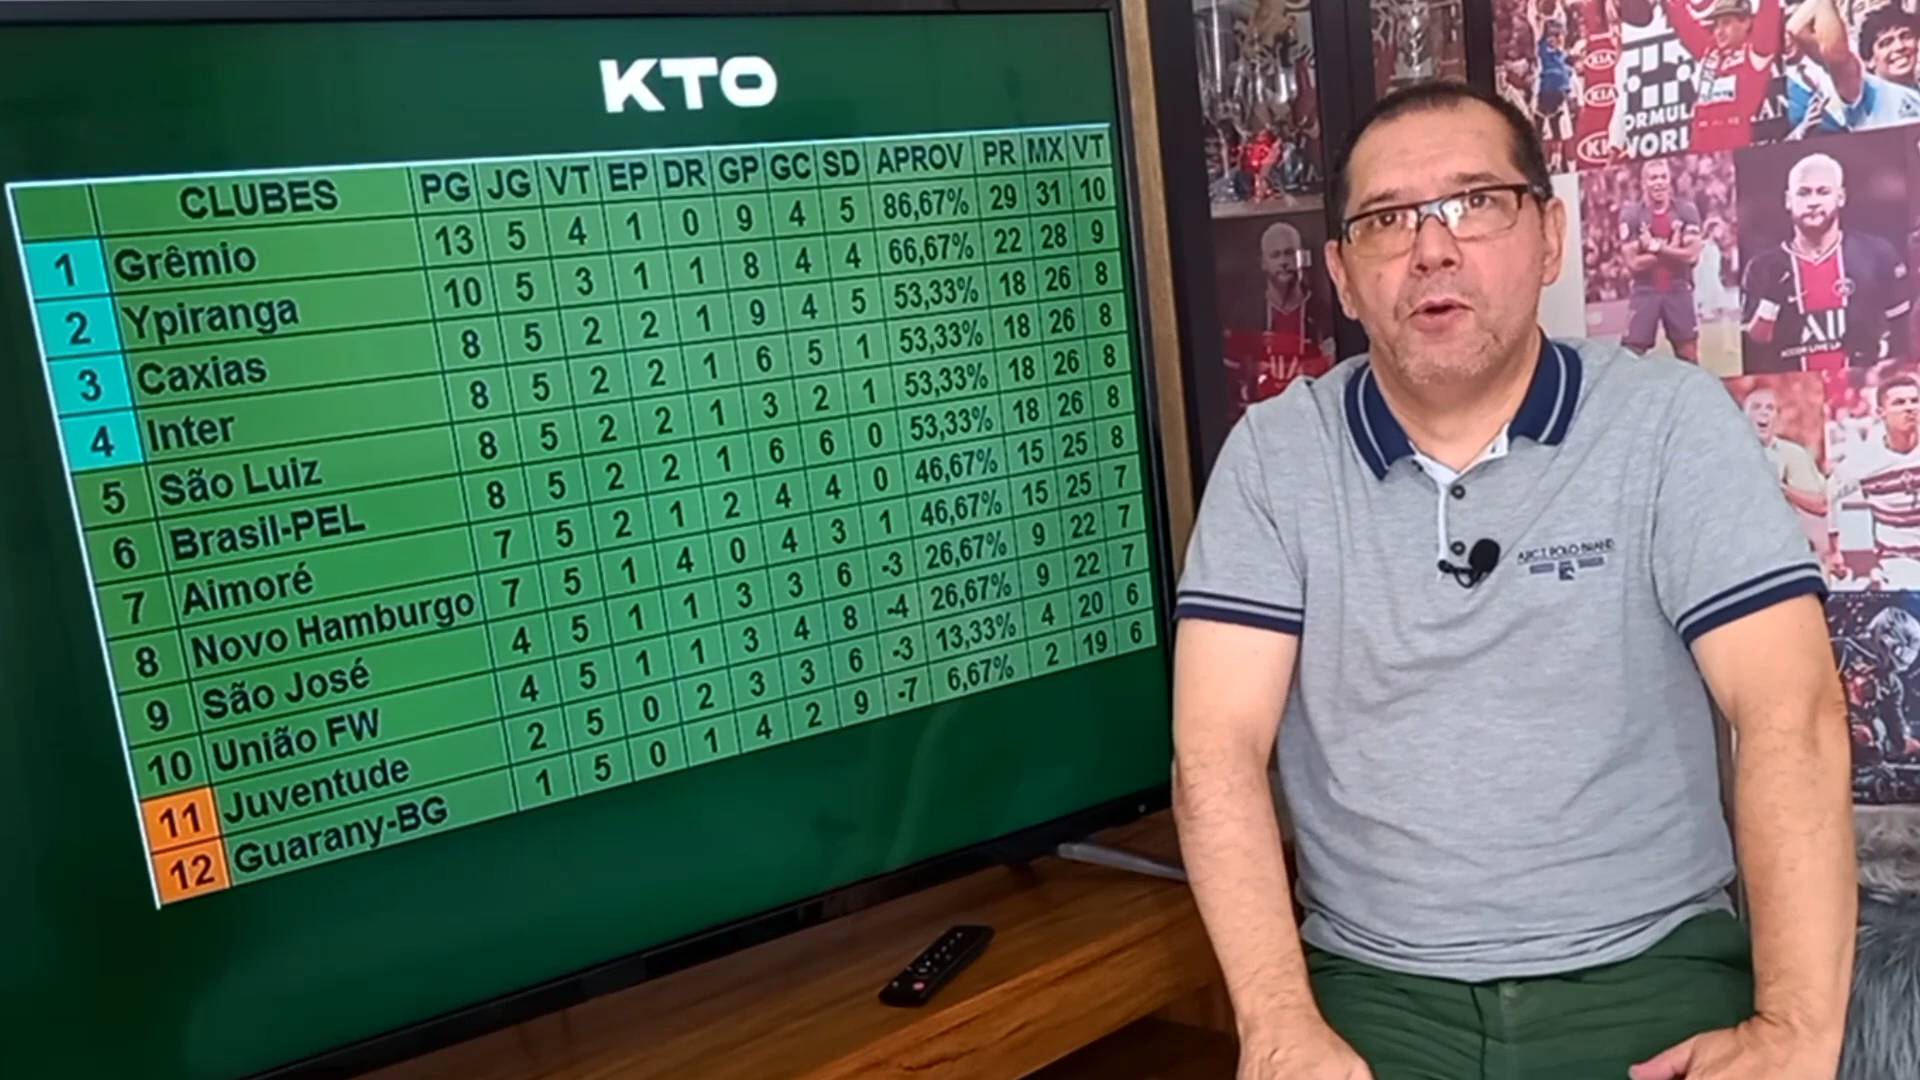 KTO
CLUBES PG JG VT EP DR GP GC SD APROV PR MX VT
1 Grêmio 13 5 4 1 0 9 4 5 86,67% 29 31 10
2 Ypiranga 10 5 3 1 1 8 4 4 66,67% 22 28 9
3 Caxias 8 5 2 2 1 9 4 5 53,33% 18 26 8
4 Inter 8 5 2 2 1 6 5 1 53,33% 18 26 8
5 São Luiz 8 5 2 2 1 3 2 1 53,33% 18 26 8
6 Brasil-PEL 8 5 2 2 1 6 6 0 53,33% 18 26 8
7 Aimoré 7 5 2 1 2 4 4 0 46,67% 15 25 8
8 Novo Hamburgo 7 5 1 4 0 4 3 1 46,67% 15 25 7
9 São José 4 5 1 1 3 3 6 -3 26,67% 9 22 7
10 União FW 4 5 1 1 3 4 8 -4 26,67% 9 22 7
11 Juventude 2 5 0 2 3 3 6 -3 13,33% 4 20 6
12 Guarany-BG 1 5 0 1 4 2 9 -7 6,67% 2 19 6
POLO BRAND
KIA
KIA
ORMUL
WORL
ALL